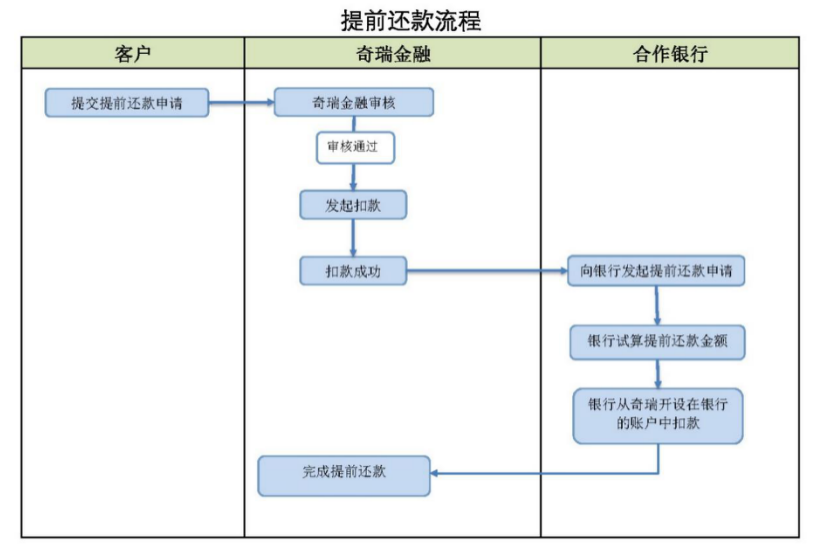 提前还款流程
客户
奇瑞金融
合作银行
提交提前还款申请
奇瑞金融审核
审核通过
发起扣款
扣款成功
向银行发起提前还款申请
银行试算提前还款金额
银行从奇瑞开设在银行
的账户中扣款
完成提前还款